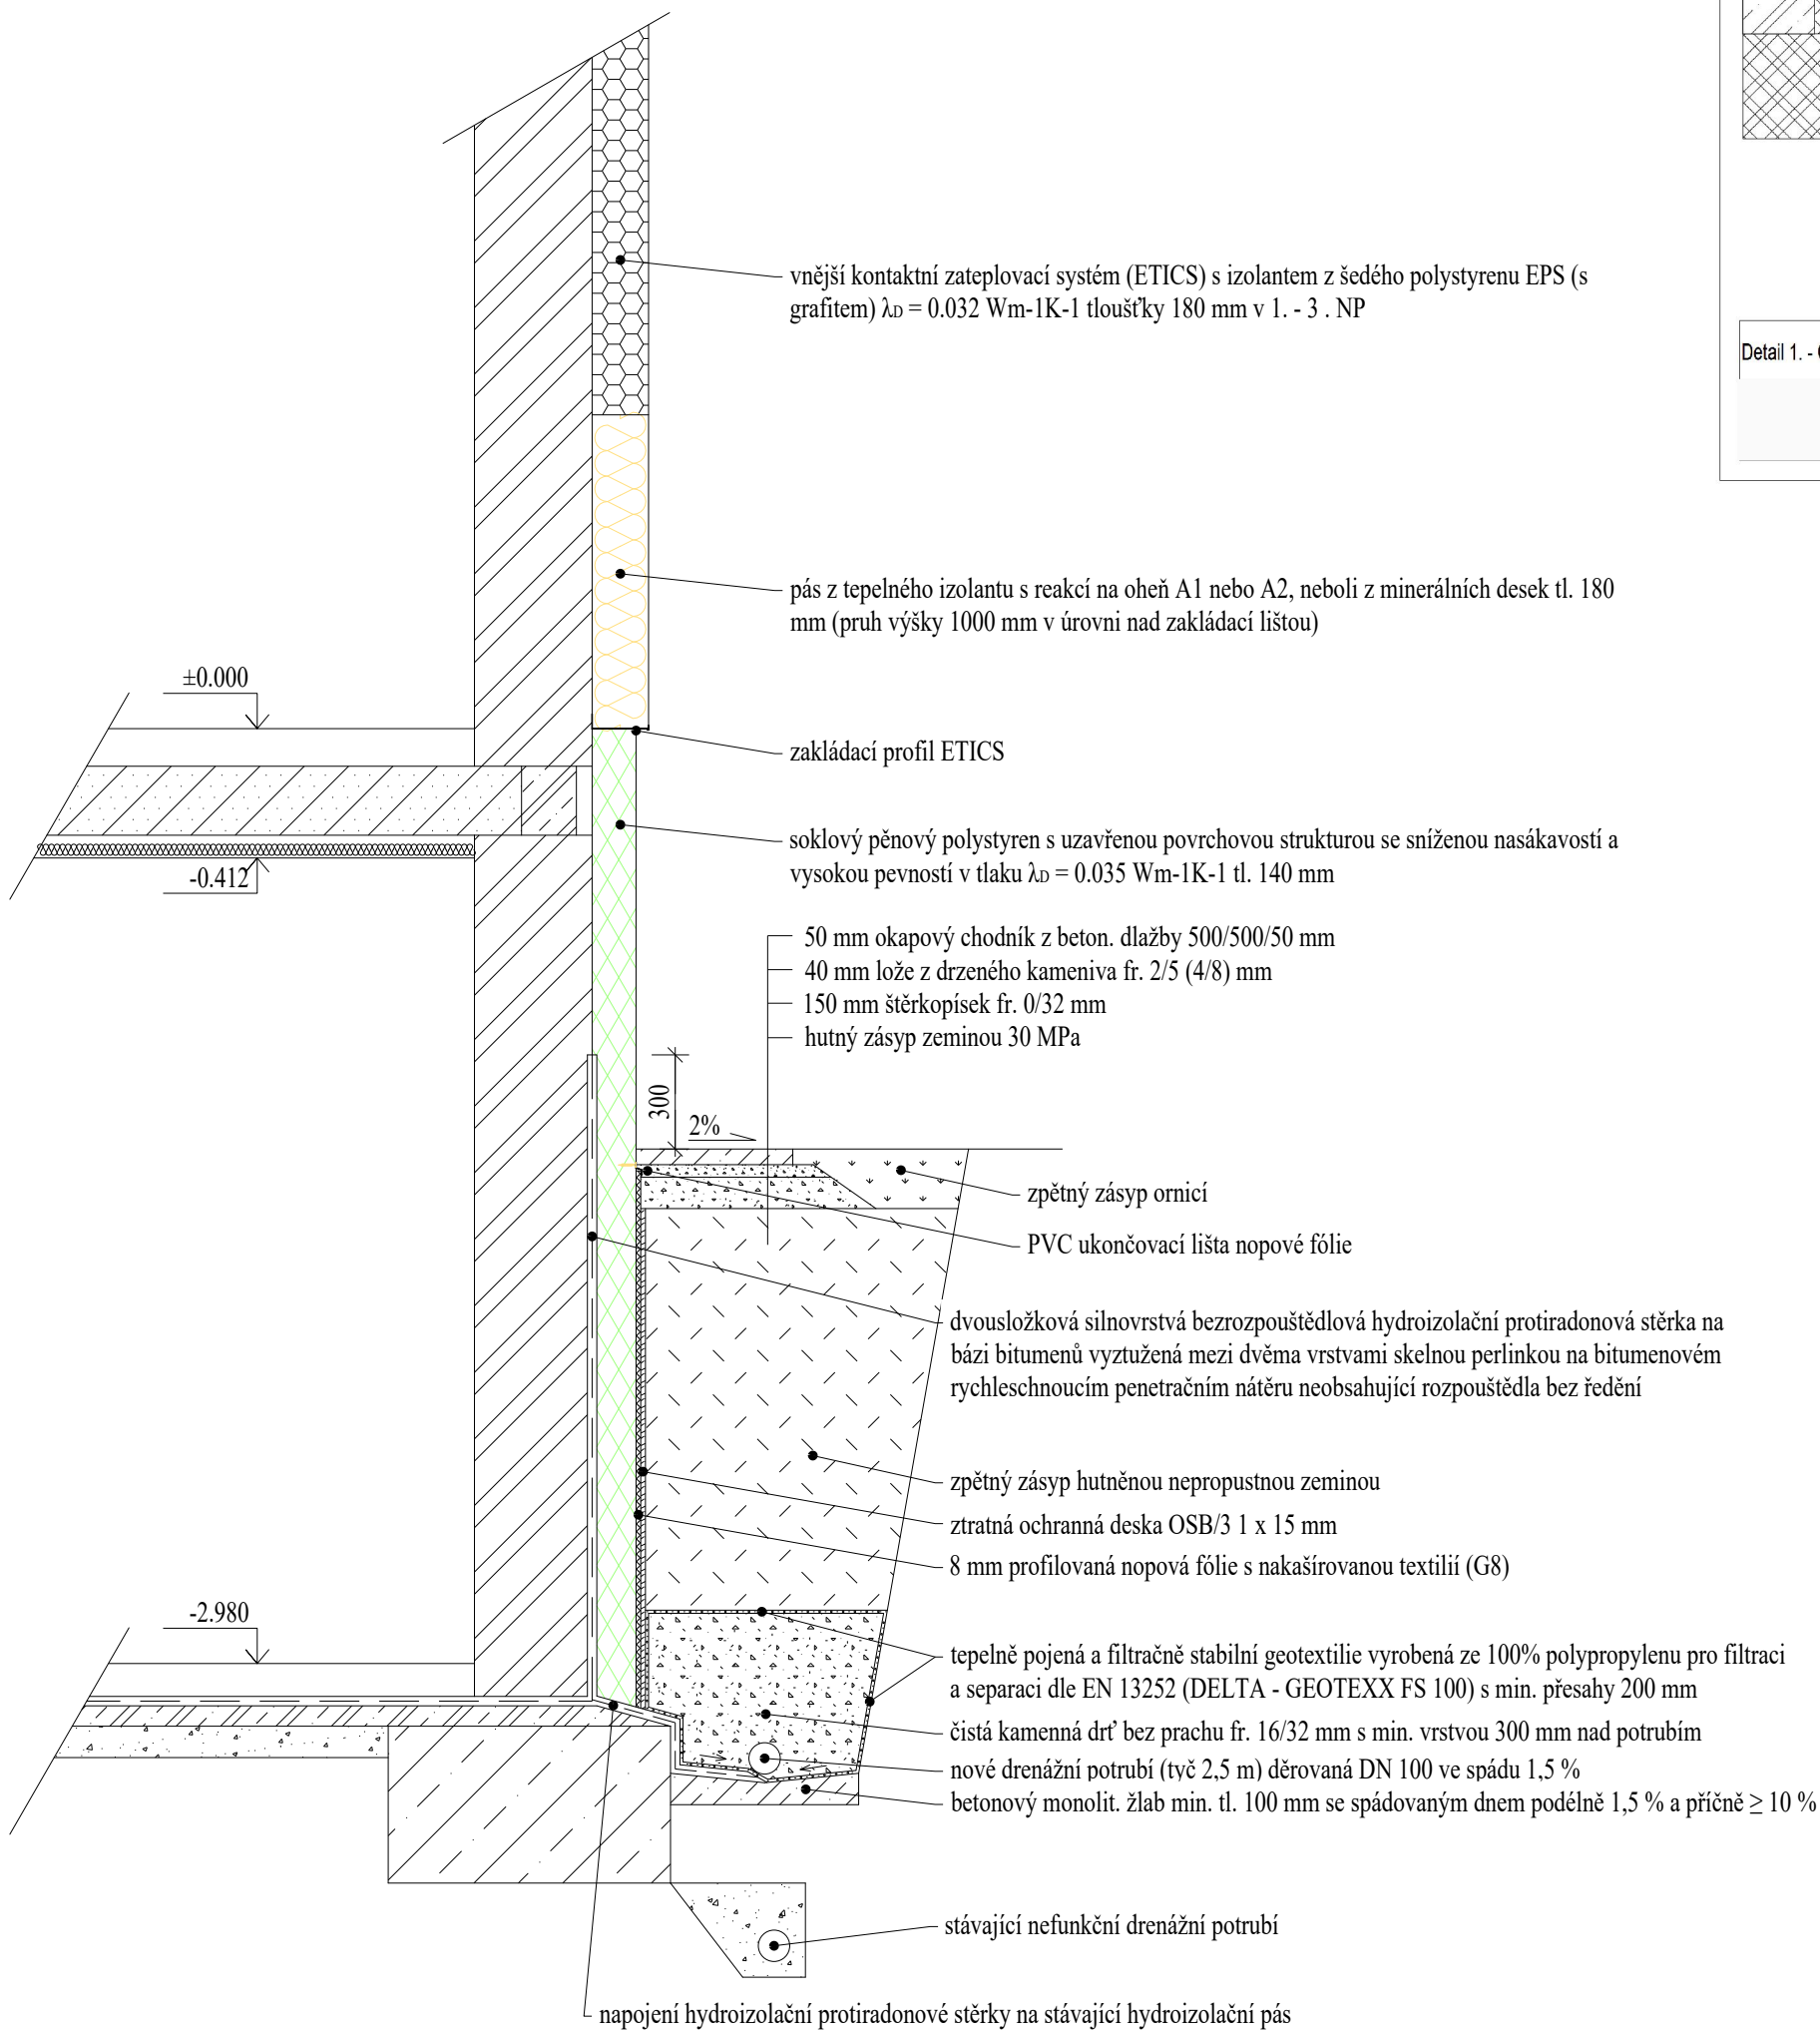 vnější kontaktní zateplovací systém (ETICS) s izolantem z šedého polystyrenu EPS (s
grafitem) λD = 0.032 Wm-1K-1 tloušťky 180 mm v 1. - 3 . NP
Detail 1. -
pás z tepelného izolantu s reakcí na oheň A1 nebo A2, neboli z minerálních desek tl. 180
mm (pruh výšky 1000 mm v úrovni nad zakládací lištou)
±0.000
zakládací profil ETICS
soklový pěnový polystyren s uzavřenou povrchovou strukturou se sníženou nasákavostí a
vysokou pevností v tlaku λD = 0.035 Wm-1K-1 tl. 140 mm
-0.412
50 mm okapový chodník z beton. dlažby 500/500/50 mm
40 mm lože z drzeného kameniva fr. 2/5 (4/8) mm
150 mm štěrkopísek fr. 0/32 mm
hutný zásyp zeminou 30 MPa
300
2%
zpětný zásyp ornicí
PVC ukončovací lišta nopové fólie
dvousložková silnovrstvá bezrozpouštědlová hydroizolační protiradonová stěrka na
bázi bitumenů vyztužená mezi dvěma vrstvami skelnou perlinkou na bitumenovém
rychleschnoucím penetračním nátěru neobsahující rozpouštědla bez ředění
zpětný zásyp hutněnou nepropustnou zeminou
ztratná ochranná deska OSB/3 1 x 15 mm
8 mm profilovaná nopová fólie s nakašírovanou textilií (G8)
-2.980
tepelně pojená a filtračně stabilní geotextilie vyrobená ze 100% polypropylenu pro filtraci
a separaci dle EN 13252 (DELTA - GEOTEXX FS 100) s min. přesahy 200 mm
čistá kamenná drť bez prachu fr. 16/32 mm s min. vrstvou 300 mm nad potrubím
nové drenážní potrubí (tyč 2,5 m) děrovaná DN 100 ve spádu 1,5 %
betonový monolit. žlab min. tl. 100 mm se spádovaným dnem podélně 1,5 % a příčně ≥ 10 %
stávající nefunkční drenážní potrubí
napojení hydroizolační protiradonové stěrky na stávající hydroizolační pás